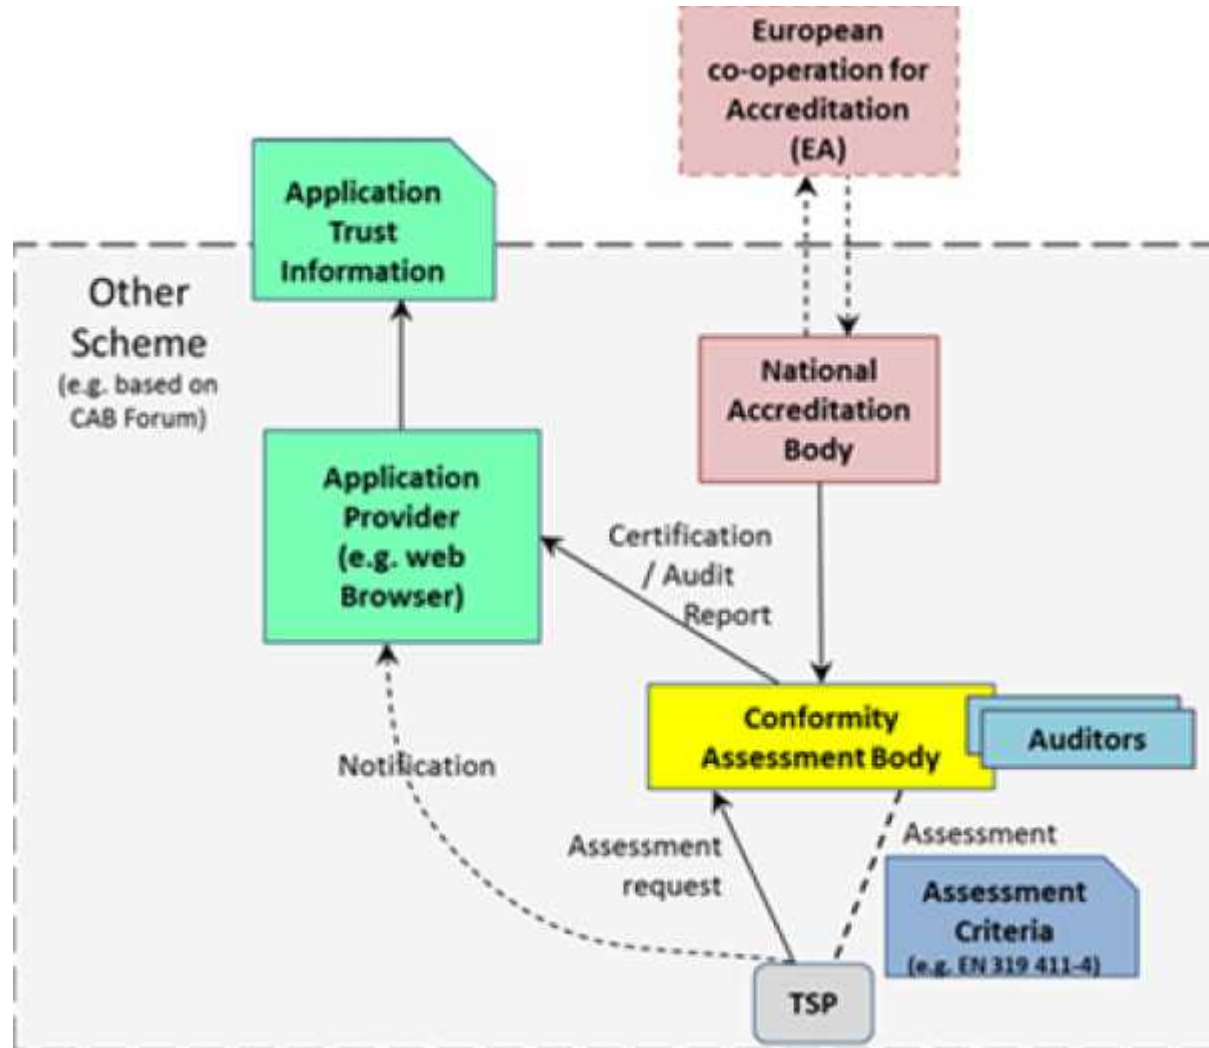 European
co-operation for
Accreditation
(EA)
Application
Trust
Information
Other
Scheme
(e.g. based on
CAB Forum)
National
Accreditation
Body
Application
Provider
(e.g. web
Browser)
Certification
/ Audit
Report
Conformity
Assessment Body
Auditors
Notification
Assessment
request
Assessment
Assessment
Criteria
(e.g. EN 319 411-4)
TSP